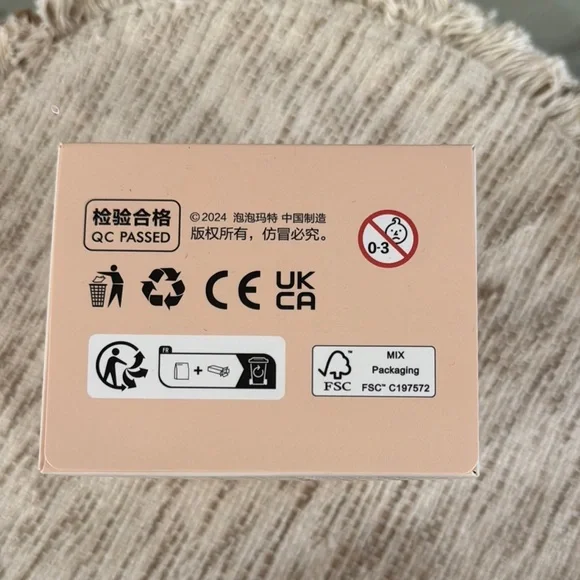 检验合格
QC PASSED
©2024 泡泡玛特 中国制造
版权所有，仿冒必究。
0-3
CE
UK
CA
FR
+
FSC
MIX
Packaging
FSC™ C197572